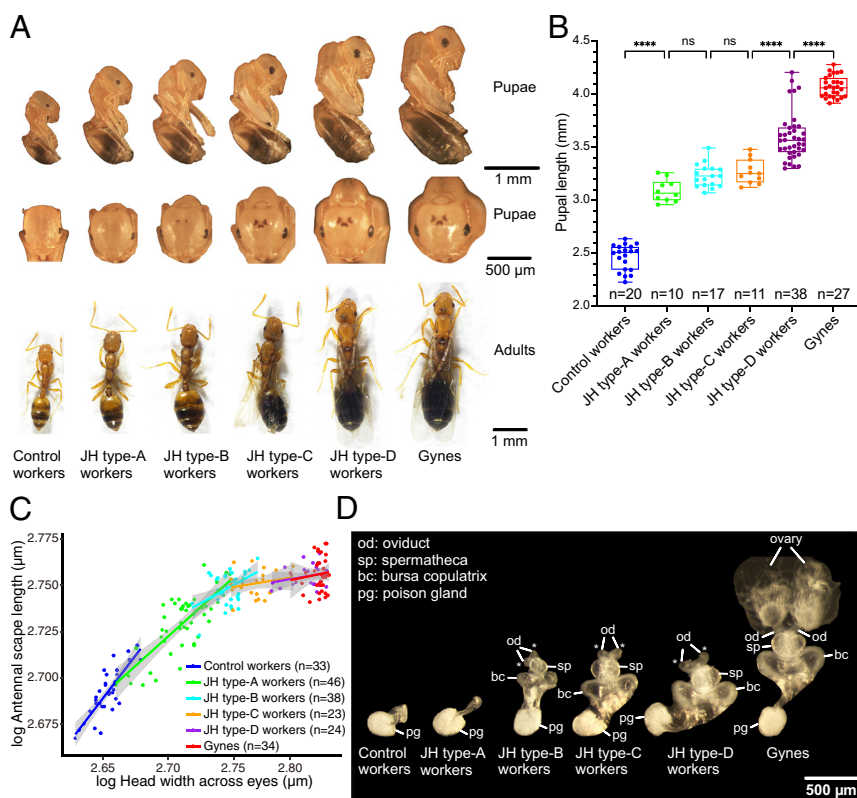 A
Pupae
1 mm
Pupae
500 µm
Adults
1 mm
Control workers
JH type-A workers
JH type-B workers
JH type-C workers
JH type-D workers
Gynes
B
**** ns ns **** ****
Pupal length (mm)
4.5
4.0
3.5
3.0
2.5
2.0
n=20 n=10 n=17 n=11 n=38 n=27
Control workers
JH type-A workers
JH type-B workers
JH type-C workers
JH type-D workers
Gynes
C
log Antennal scape length (µm)
2.775
2.750
2.725
2.700
2.675
Control workers (n=33)
JH type-A workers (n=46)
JH type-B workers (n=38)
JH type-C workers (n=23)
JH type-D workers (n=24)
Gynes (n=34)
2.65 2.70 2.75 2.80
log Head width across eyes (µm)
D
od: oviduct
sp: spermatheca
bc: bursa copulatrix
pg: poison gland
pg
Control workers
pg
JH type-A workers
od
*
*
sp
bc
pg
JH type-B workers
od
*
*
sp
bc
pg
JH type-C workers
od
*
*
sp
bc
pg
JH type-D workers
ovary
od
od
sp
bc
pg
Gynes
500 µm